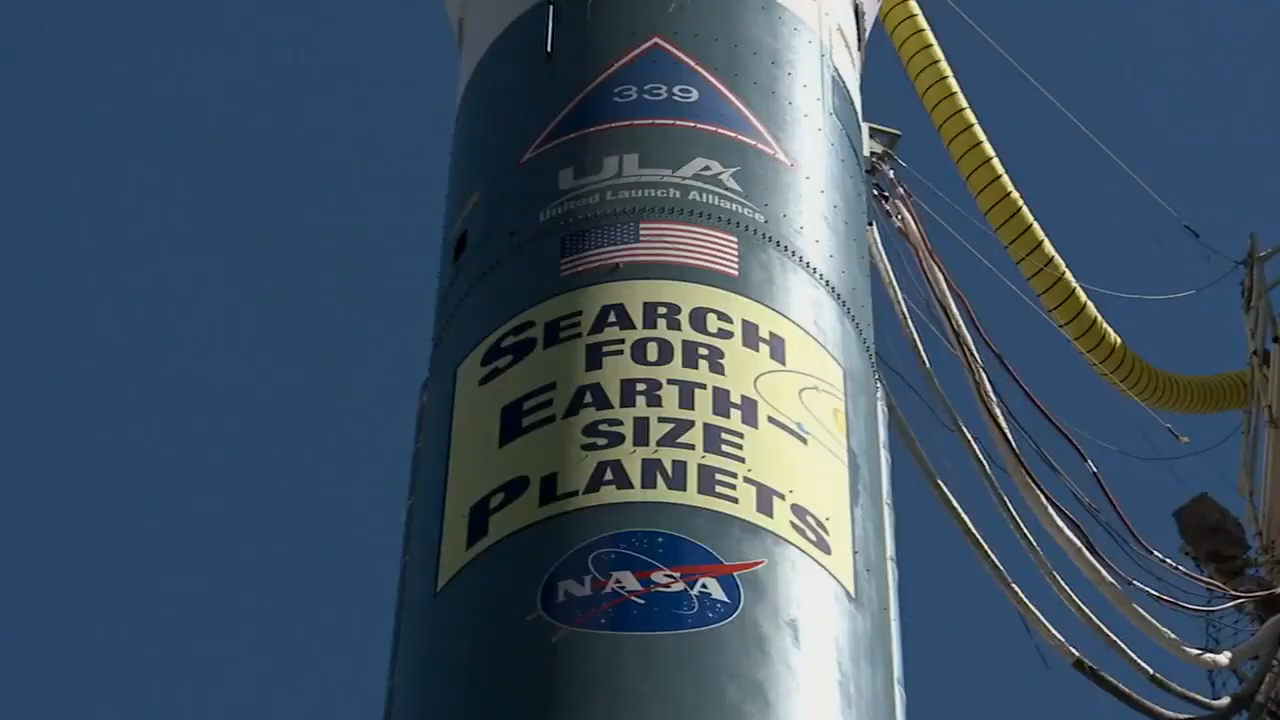 339
ULA
United Launch Alliance
SEARCH
FOR
EARTH-
SIZE
PLANETS
NASA